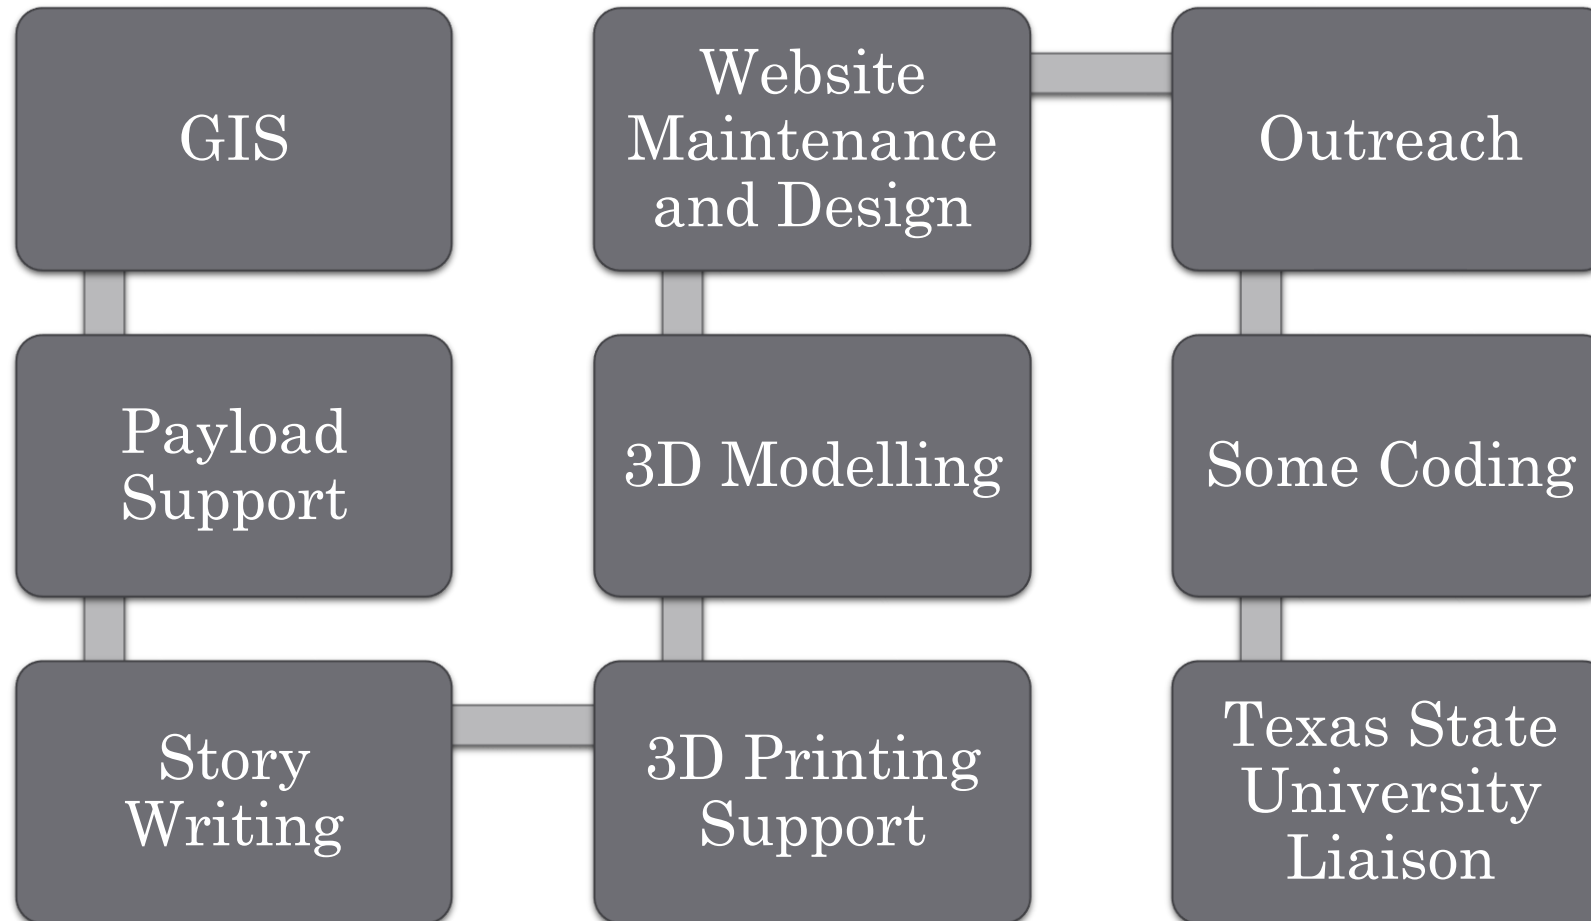 GIS
Payload
Support
Story
Writing
3D Printing
Support
3D Modelling
Website
Maintenance
and Design
Outreach
Some Coding
Texas State
University
Liaison